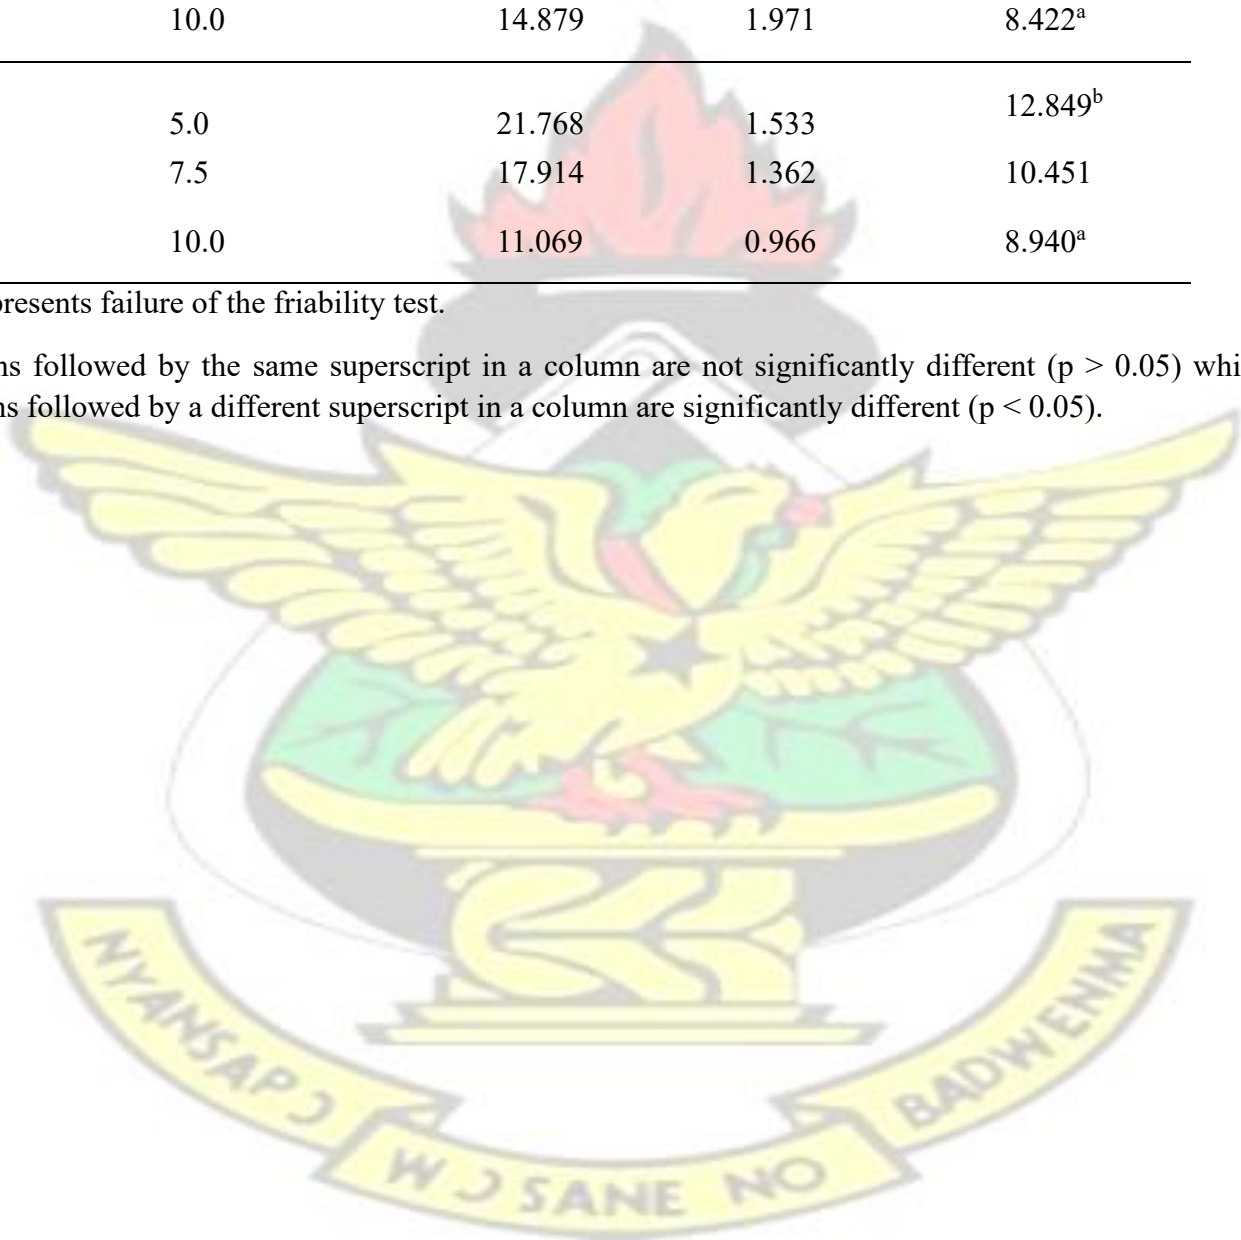 10.0 14.879 1.971 8.422ᵃ
5.0 21.768 1.533 12.849ᵇ
7.5 17.914 1.362 10.451
10.0 11.069 0.966 8.940ᵃ
presents failure of the friability test.
ns followed by the same superscript in a column are not significantly different (p > 0.05) whi
ns followed by a different superscript in a column are significantly different (p < 0.05).
NYANSAPƆ
WƆ SANE NO
BADWENMA